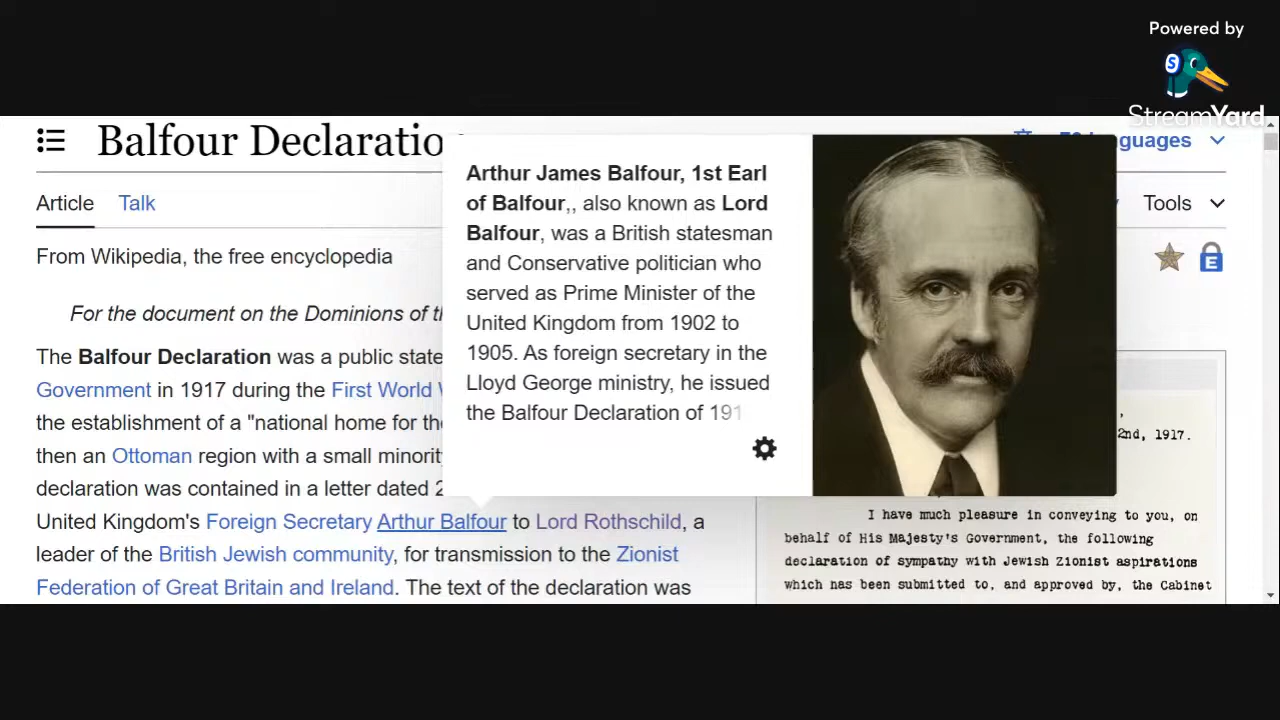 Powered by
StreamYard
Balfour Declaratio
guages
Article
Talk
Tools
From Wikipedia, the free encyclopedia
For the document on the Dominions of t
The Balfour Declaration was a public state
Government in 1917 during the First World
the establishment of a "national home for the
then an Ottoman region with a small minorit
declaration was contained in a letter dated 2
United Kingdom's Foreign Secretary Arthur Balfour to Lord Rothschild, a
leader of the British Jewish community, for transmission to the Zionist
Federation of Great Britain and Ireland. The text of the declaration was
Arthur James Balfour, 1st Earl
of Balfour,, also known as Lord
Balfour, was a British statesman
and Conservative politician who
served as Prime Minister of the
United Kingdom from 1902 to
1905. As foreign secretary in the
Lloyd George ministry, he issued
the Balfour Declaration of 191
E
2nd, 1917.
I have much pleasure in conveying to you, on
behalf of His Majesty's Government, the following
declaration of sympathy with Jewish Zionist aspirations
which has been submitted to, and approved by, the Cabinet